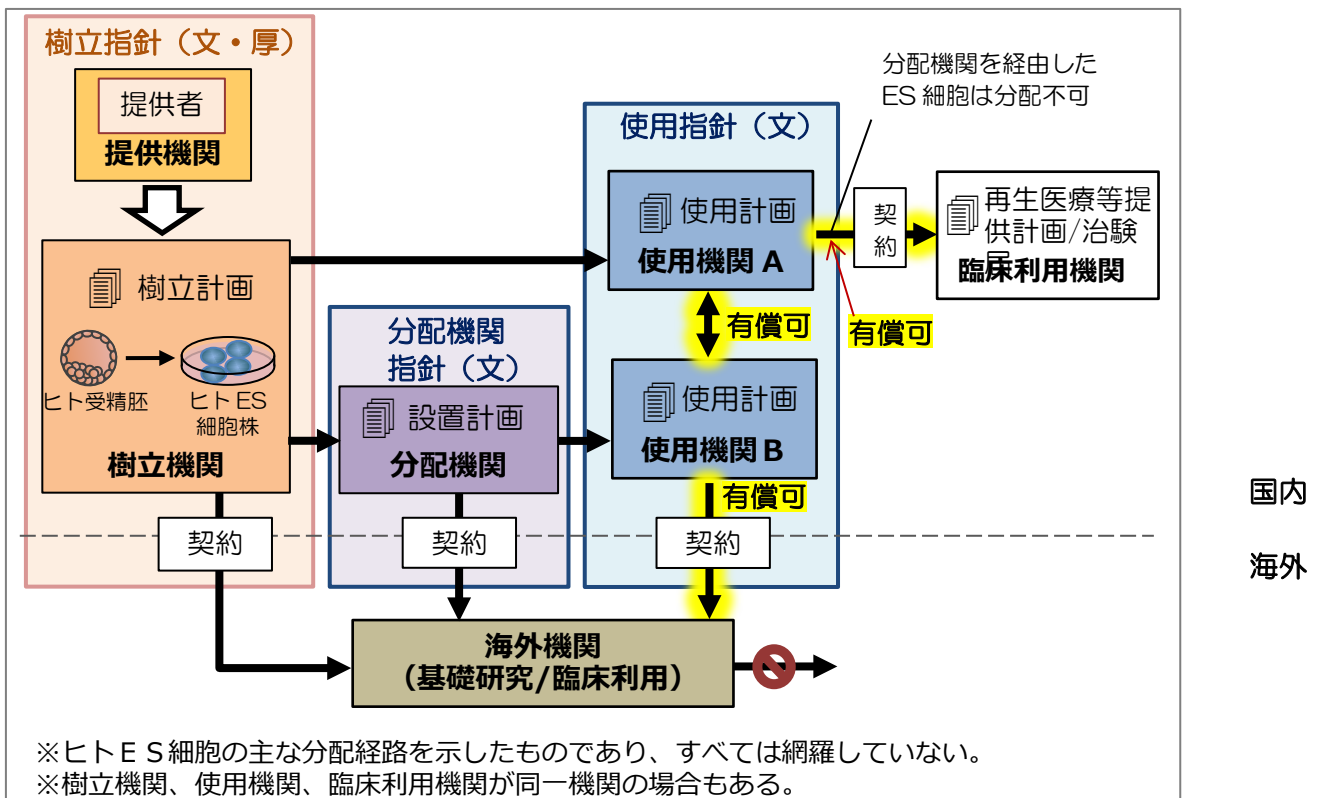 樹立指針（文・厚）
提供者
提供機関
樹立計画
ヒト受精胚
ヒト ES
細胞株
樹立機関
契約
分配機関
指針（文）
設置計画
分配機関
契約
使用指針（文）
使用計画
使用機関 A
有償可
使用計画
使用機関 B
有償可
契約
分配機関を経由した
ES 細胞は分配不可
契
約
有償可
再生医療等提
供計画/治験
臨床利用機関
国内
海外
海外機関
（基礎研究/臨床利用）
※ヒトＥＳ細胞の主な分配経路を示したものであり、すべては網羅していない。
※樹立機関、使用機関、臨床利用機関が同一機関の場合もある。